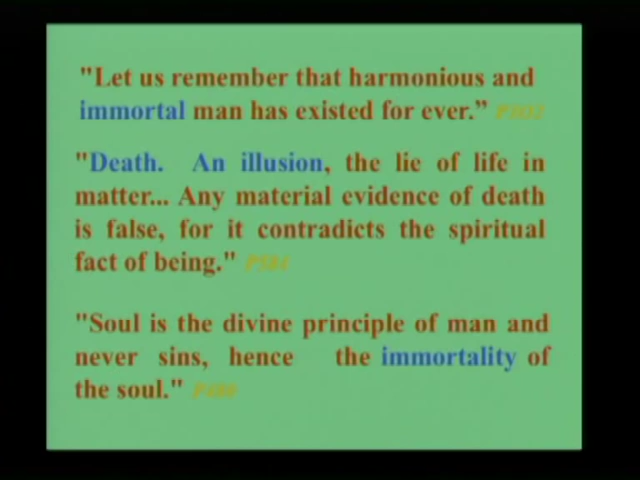 "Let us remember that harmonious and
immortal man has existed for ever.”
"Death. An illusion, the lie of life in
matter... Any material evidence of death
is false, for it contradicts the spiritual
fact of being."
"Soul is the divine principle of man and
never sins, hence the immortality of
the soul."